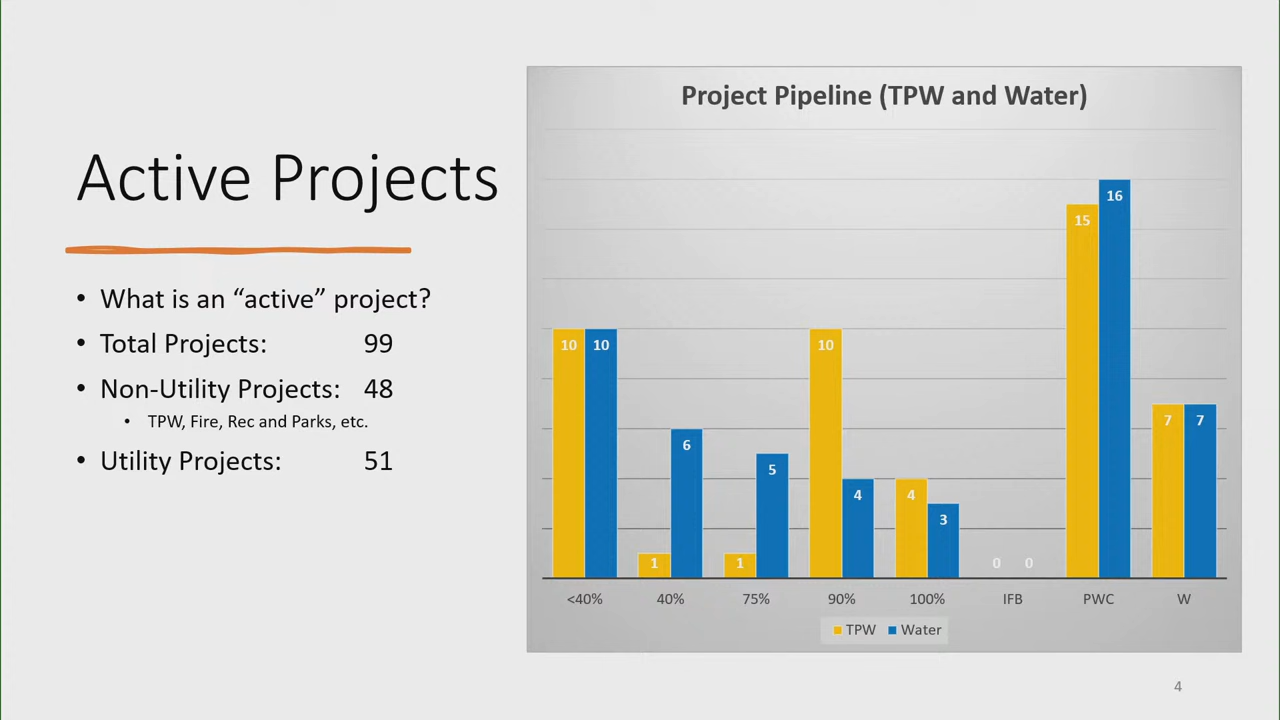 Active Projects
• What is an “active” project?
• Total Projects: 99
• Non-Utility Projects: 48
• TPW, Fire, Rec and Parks, etc.
• Utility Projects: 51
Project Pipeline (TPW and Water)
10 10
1 6
1 5
10 4
4 3
0 0
15 16
7 7
<40% 40% 75% 90% 100% IFB PWC W
TPW Water
4